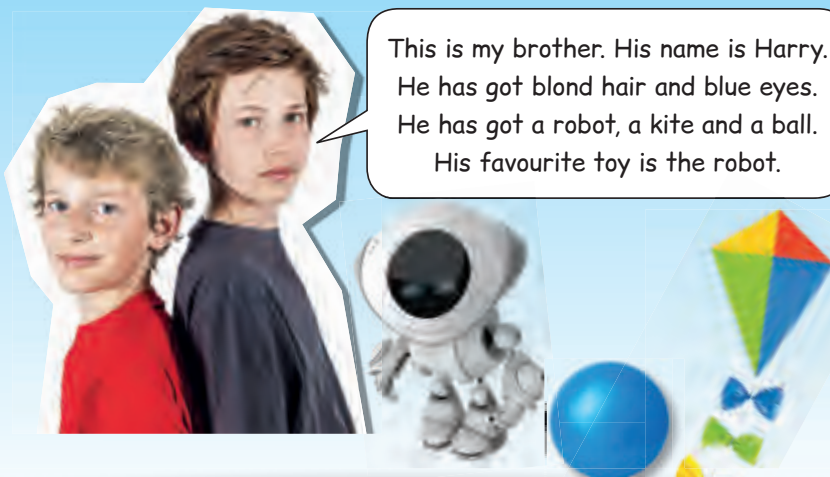 This is my brother. His name is Harry.
He has got blond hair and blue eyes.
He has got a robot, a kite and a ball.
His favourite toy is the robot.